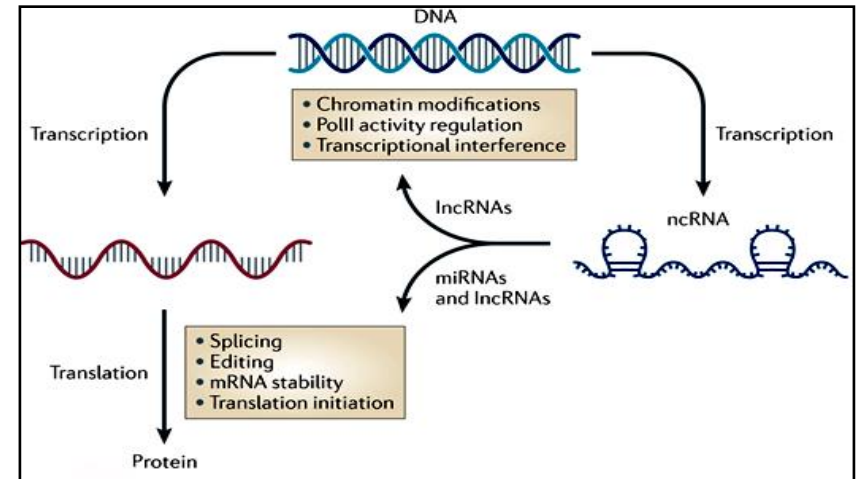 DNA
• Chromatin modifications
• PolII activity regulation
• Transcriptional interference
Transcription
Transcription
lncRNAs
ncRNA
miRNAs
and lncRNAs
• Splicing
• Editing
• mRNA stability
• Translation initiation
Translation
Protein